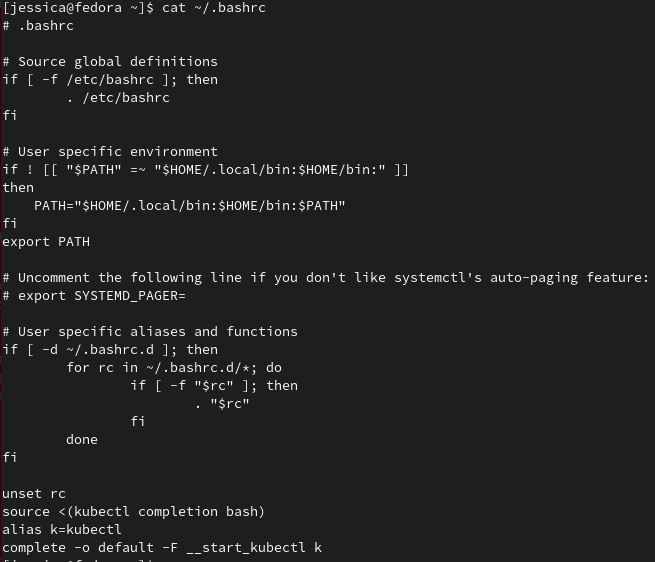 [jessica@fedora ~]$ cat ~/.bashrc
# .bashrc

# Source global definitions
if [ -f /etc/bashrc ]; then
        . /etc/bashrc
fi

# User specific environment
if ! [[ "$PATH" =~ "$HOME/.local/bin:$HOME/bin:" ]]
then
    PATH="$HOME/.local/bin:$HOME/bin:$PATH"
fi
export PATH

# Uncomment the following line if you don't like systemctl's auto-paging feature:
# export SYSTEMD_PAGER=

# User specific aliases and functions
if [ -d ~/.bashrc.d ]; then
        for rc in ~/.bashrc.d/*; do
                if [ -f "$rc" ]; then
                        . "$rc"
                fi
        done
fi

unset rc
source <(kubectl completion bash)
alias k=kubectl
complete -o default -F __start_kubectl k